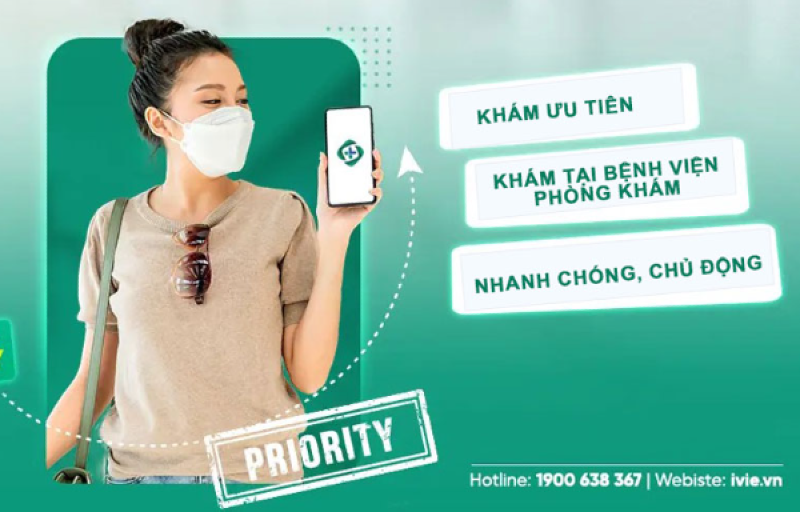 KHÁM ƯU TIÊN
KHÁM TẠI BỆNH VIỆN
PHÒNG KHÁM
NHANH CHÓNG, CHỦ ĐỘNG
PRIORITY
Hotline: 1900 638 367 | Webiste: ivie.vn